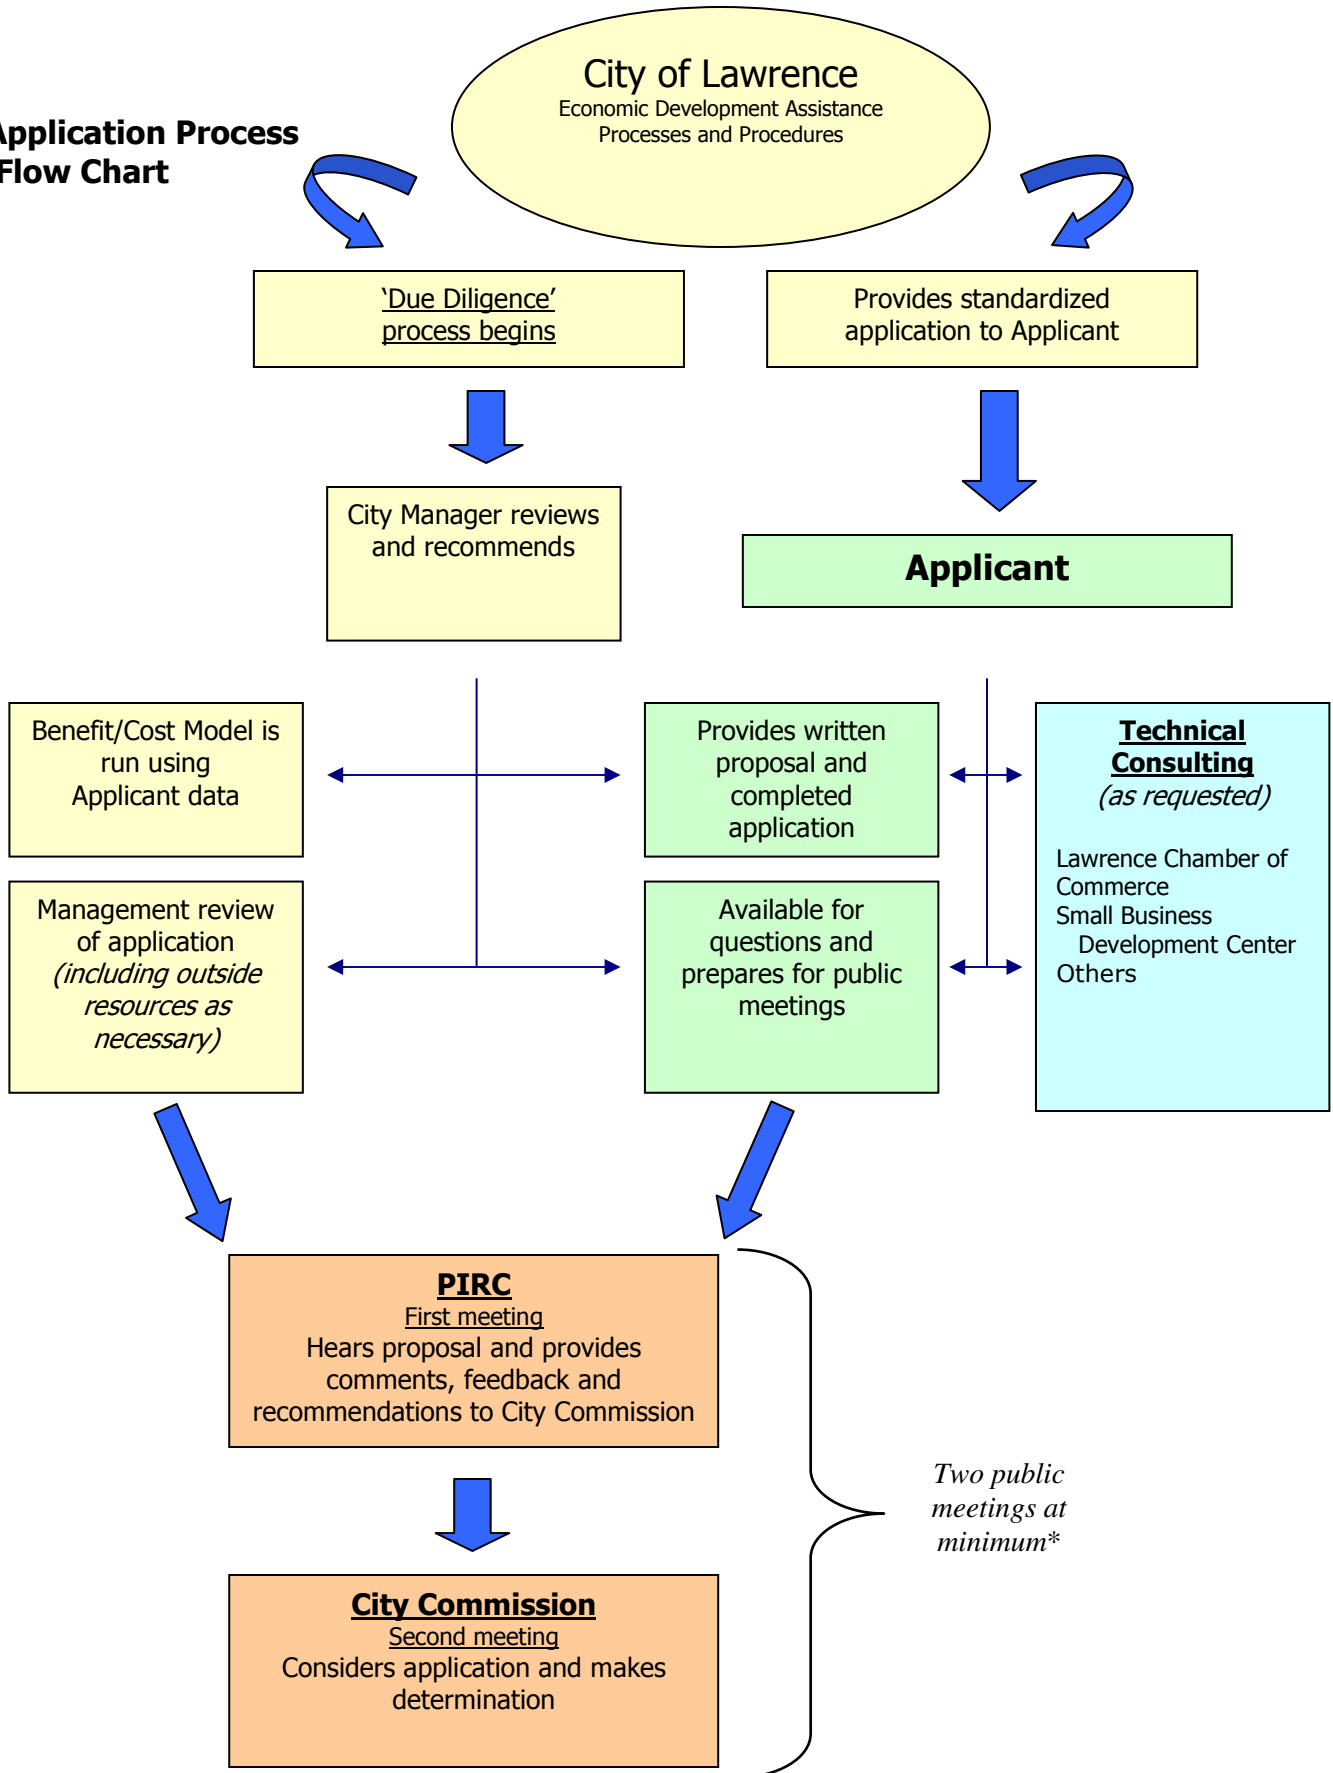 City of Lawrence
Economic Development Assistance
Processes and Procedures
Application Process
Flow Chart
‘Due Diligence’
process begins
Provides standardized
application to Applicant
City Manager reviews
and recommends
Applicant
Benefit/Cost Model is
run using
Applicant data
Provides written
proposal and
completed
application
Technical
Consulting
(as requested)
Lawrence Chamber of
Commerce
Small Business
Development Center
Others
Management review
of application
(including outside
resources as
necessary)
Available for
questions and
prepares for public
meetings
PIRC
First meeting
Hears proposal and provides
comments, feedback and
recommendations to City Commission
Two public
meetings at
minimum*
City Commission
Second meeting
Considers application and makes
determination